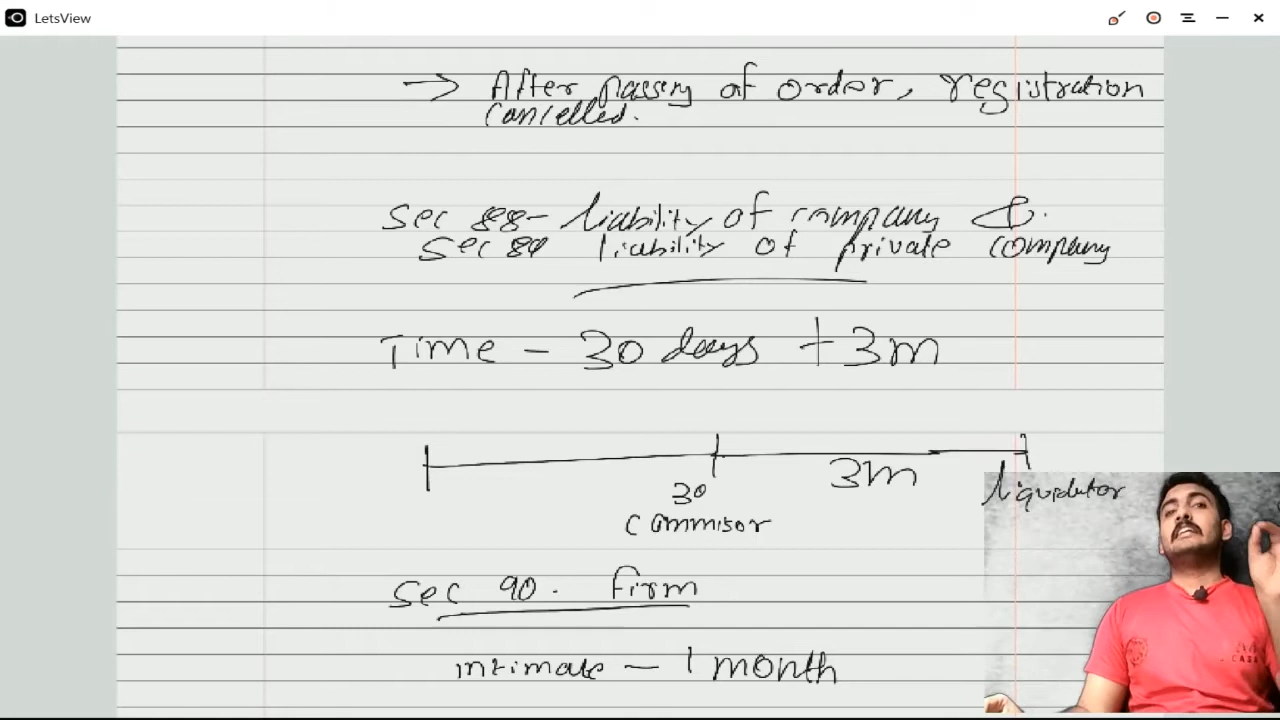 LetsView
→ After passing of order, registration
cancelled.
Sec 88- liability of company
Sec 89 liability of private company
Time - 30 days + 3m
3m
30
liquidator
Commisor
Sec 90. firm
intimate - 1 month